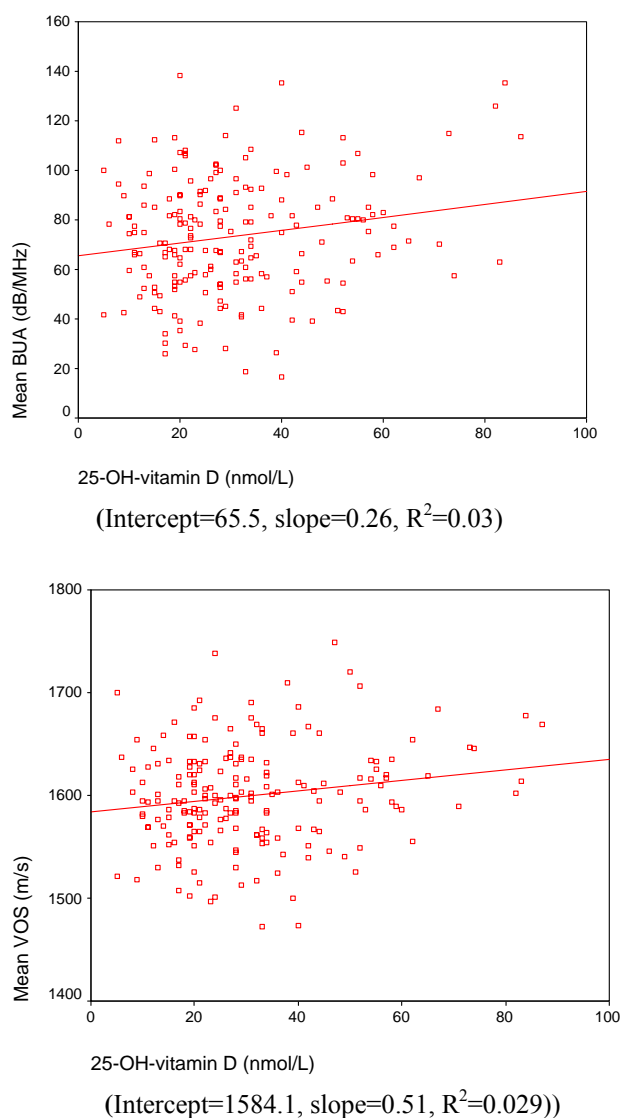 160
140
120
100
80
60
40
20
0
Mean BUA (dB/MHz)
0 20 40 60 80 100
25-OH-vitamin D (nmol/L)
(Intercept=65.5, slope=0.26, R²=0.03)
1800
1700
1600
1500
1400
Mean VOS (m/s)
0 20 40 60 80 100
25-OH-vitamin D (nmol/L)
(Intercept=1584.1, slope=0.51, R²=0.029))